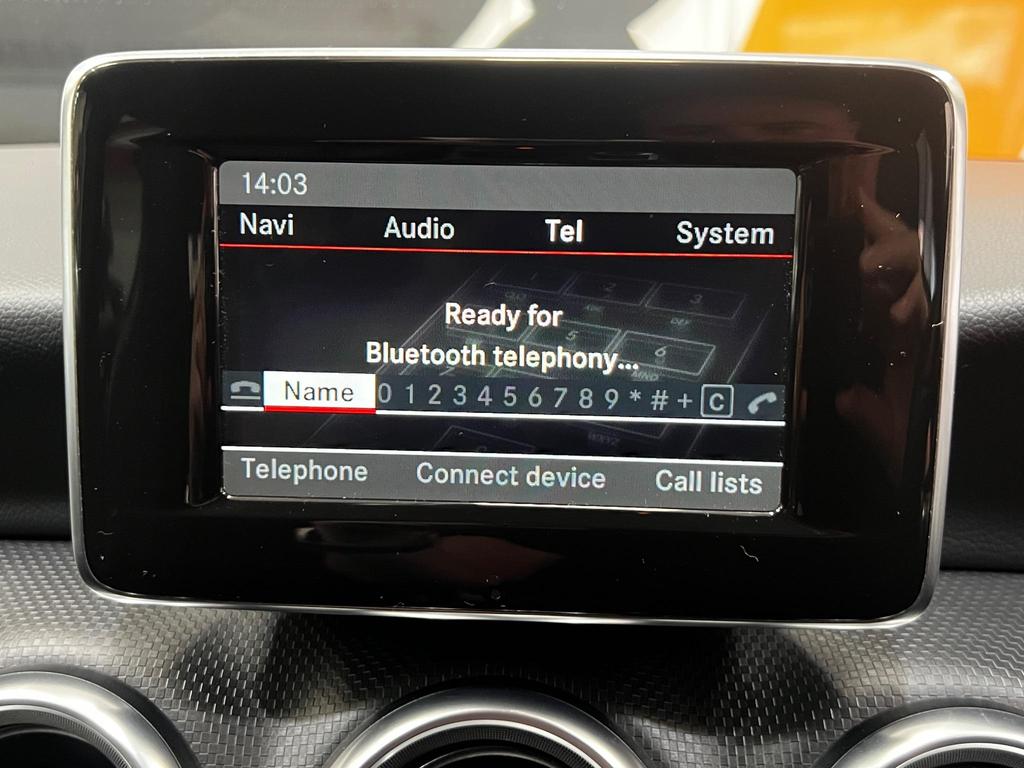 14:03
Navi Audio Tel System
Ready for
Bluetooth telephony...
Name 0 1 2 3 4 5 6 7 8 9 * # + C
Telephone Connect device Call lists